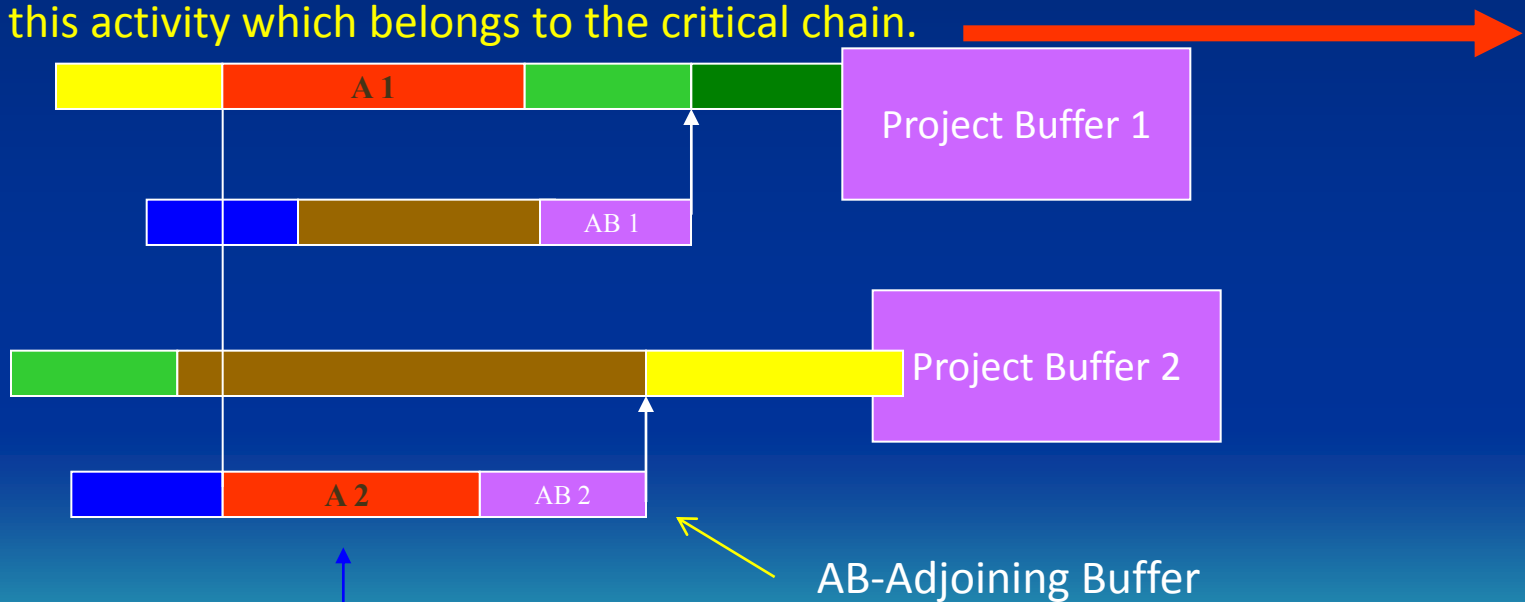 this activity which belongs to the critical chain.
A 1
Project Buffer 1
AB 1
Project Buffer 2
A 2
AB 2
AB-Adjoining Buffer